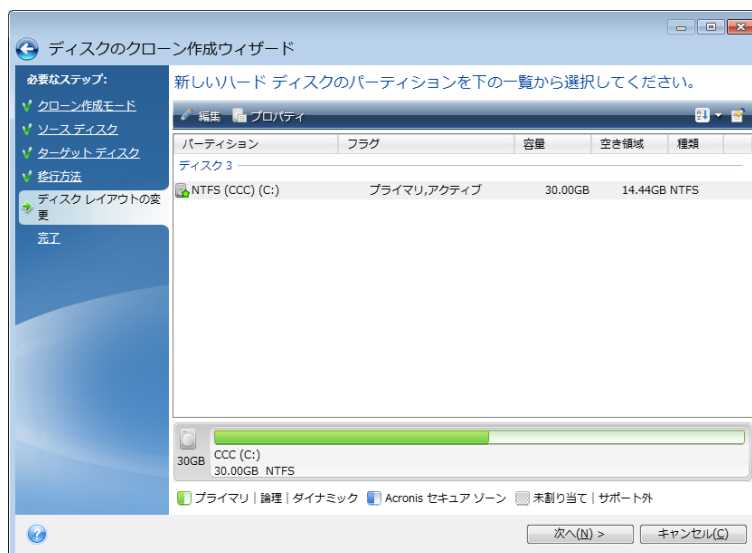 ディスクのクローン作成ウィザード
必要なステップ:
クローン作成モード
ソース ディスク
ターゲット ディスク
移行方法
ディスク レイアウトの変
更
完了
新しいハード ディスクのパーティションを下の一覧から選択してください。
編集 プロパティ
パーティション フラグ 容量 空き領域 種類
ディスク 3
NTFS (CCC) (C:) プライマリ,アクティブ 30.00GB 14.44GB NTFS
30GB
CCC (C:)
30.00GB NTFS
プライマリ | 論理 | ダイナミック Acronis セキュア ゾーン 未割り当て | サポート外
次へ(N) > キャンセル(C)